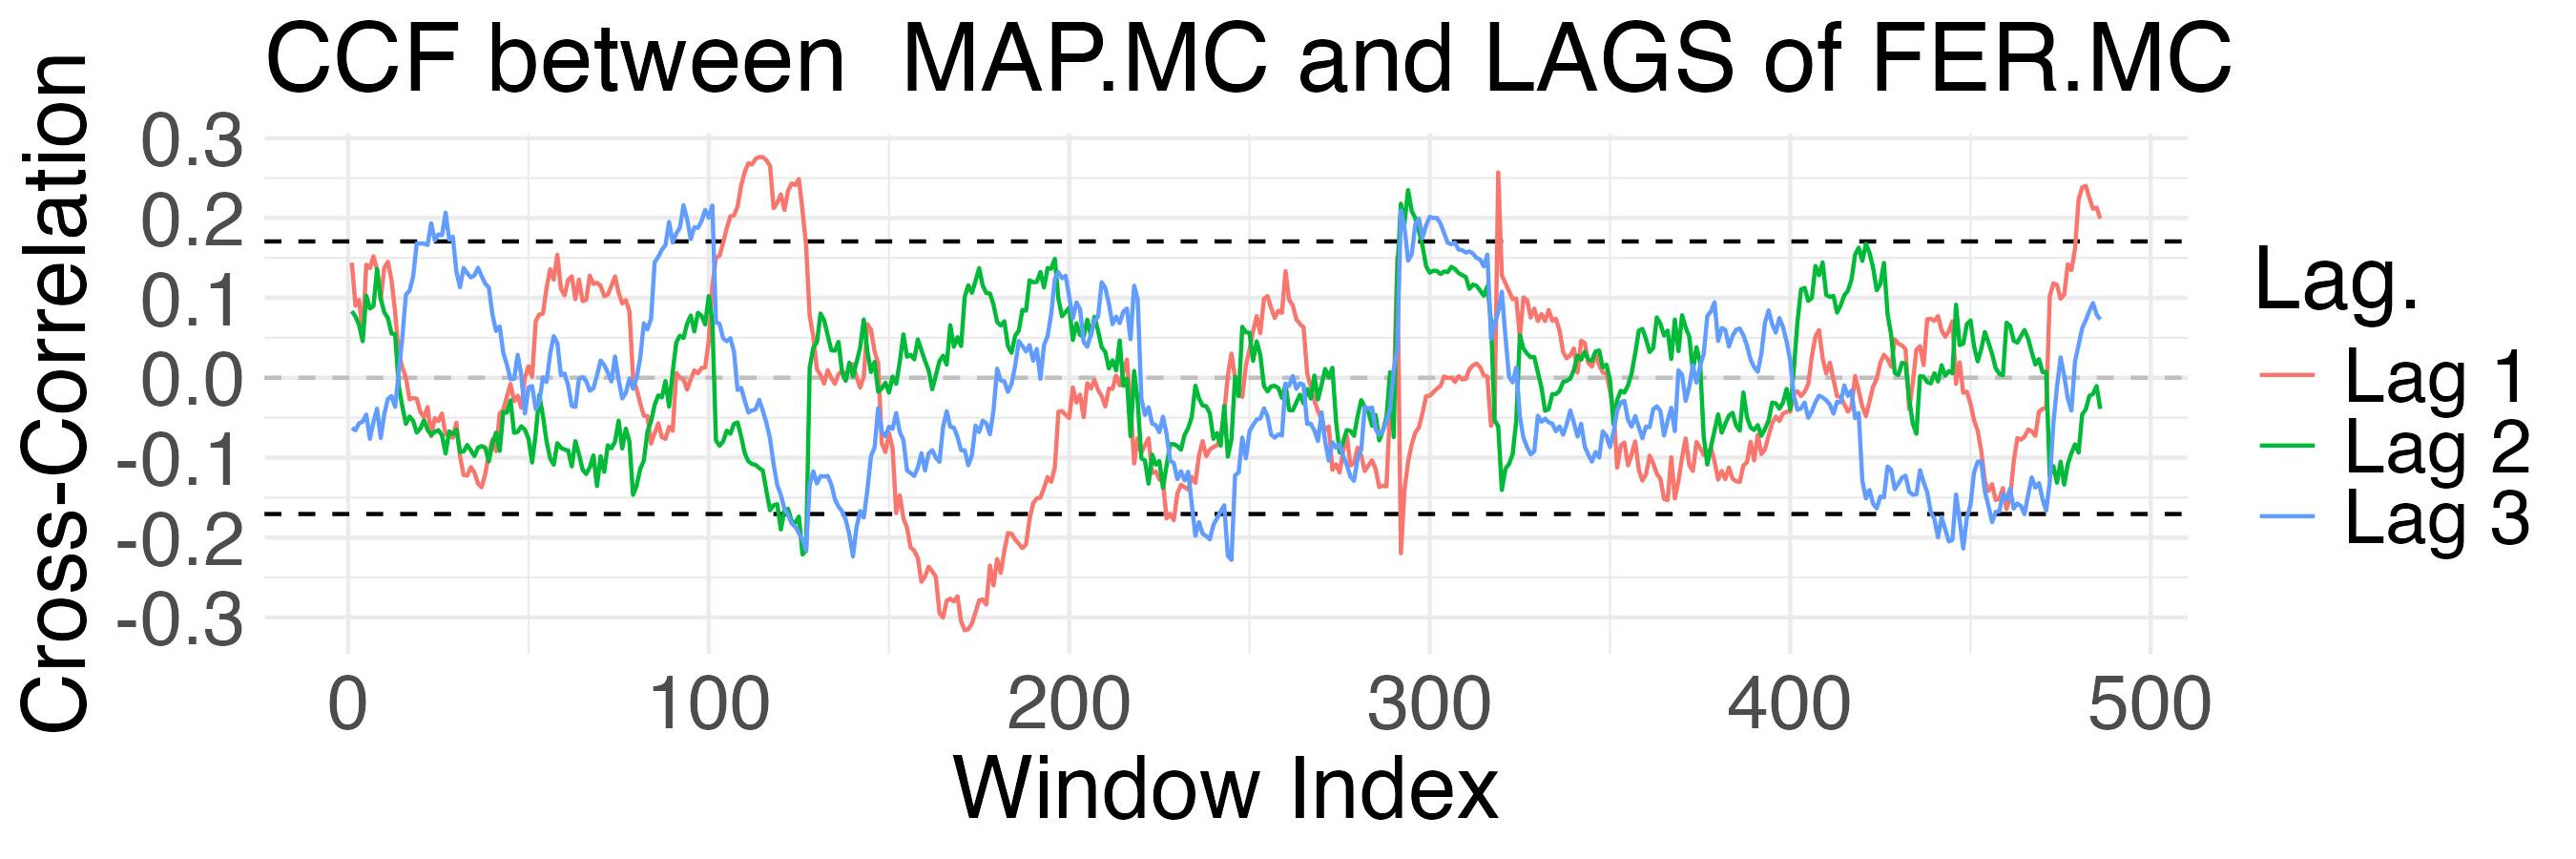 CCF between  MAP.MC and LAGS of FER.MC
Cross-Correlation
0.3
0.2
0.1
0.0
-0.1
-0.2
-0.3
0 100 200 300 400 500
Window Index
Lag.
Lag 1
Lag 2
Lag 3